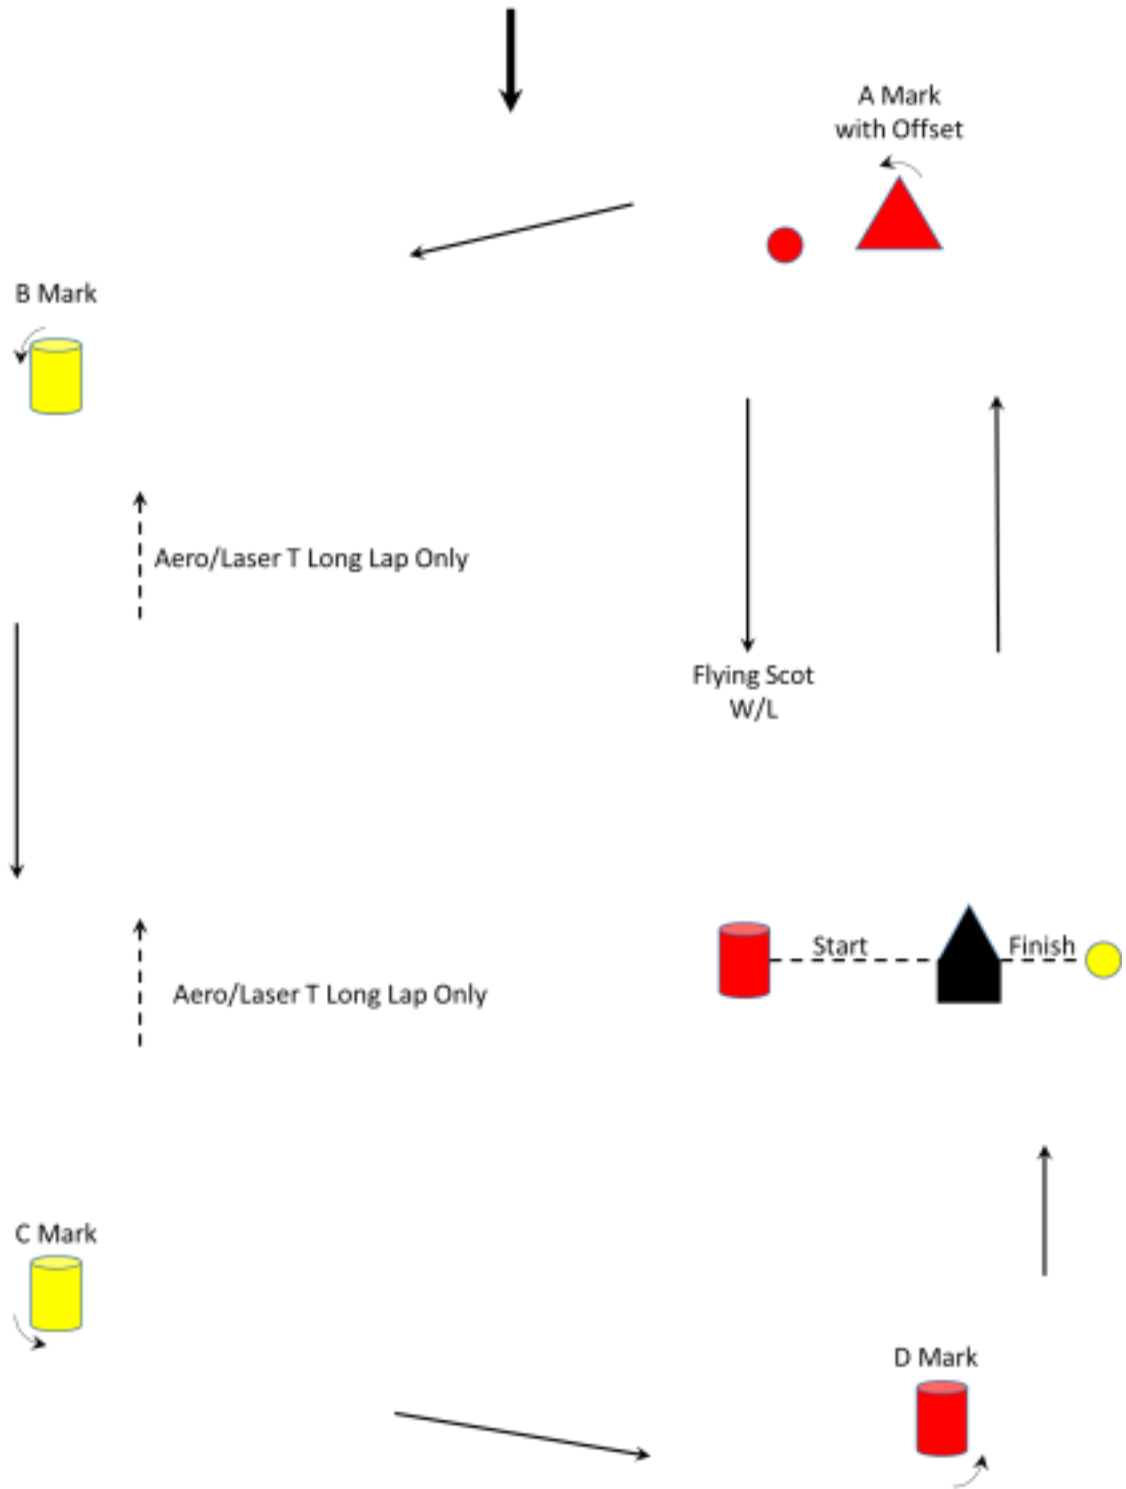 A Mark
with Offset
B Mark
Aero/Laser T Long Lap Only
Flying Scot
W/L
Start
Finish
Aero/Laser T Long Lap Only
C Mark
D Mark